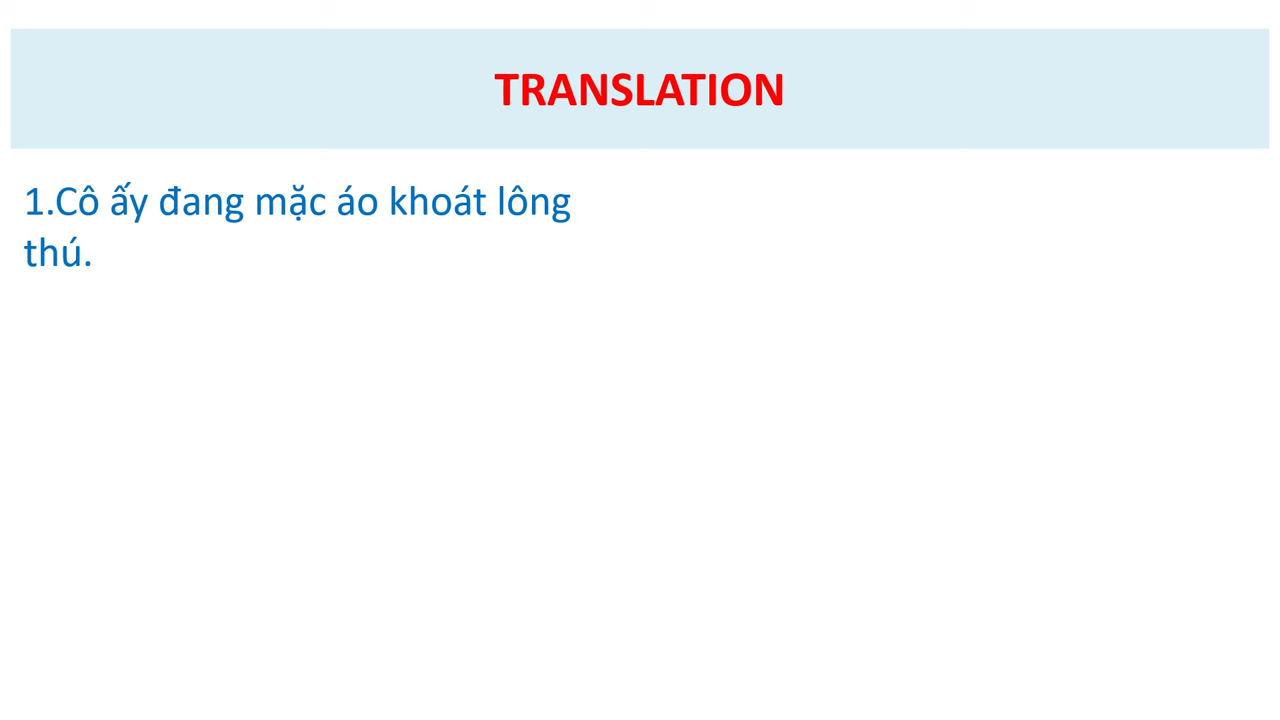 TRANSLATION
1.Cô ấy đang mặc áo khoát lông
thú.